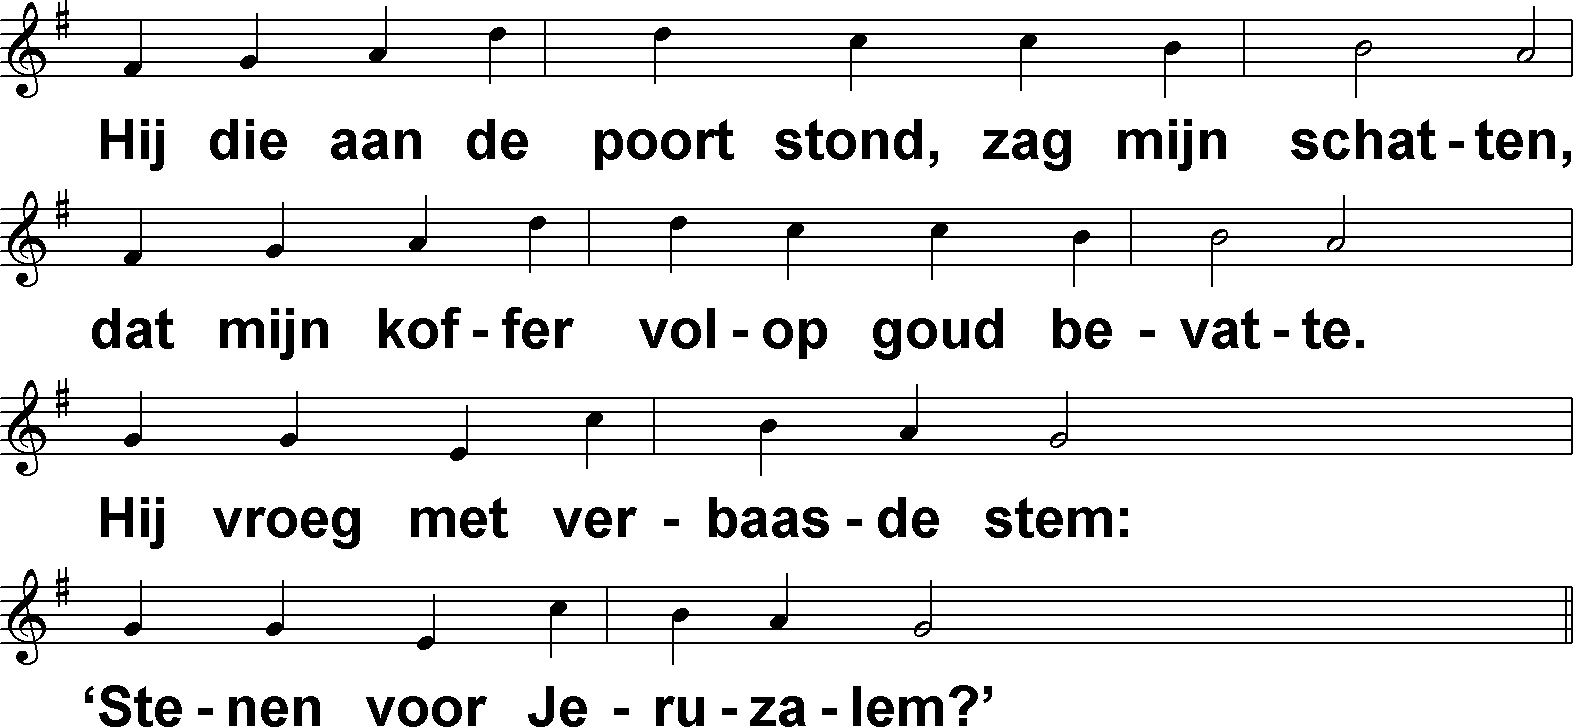 Hij die aan de poort stond, zag mijn schat - ten,
dat mijn kof - fer vol - op goud be - vat - te.
Hij vroeg met ver - baas - de stem:
‘Ste - nen voor Je - ru - za - lem?’